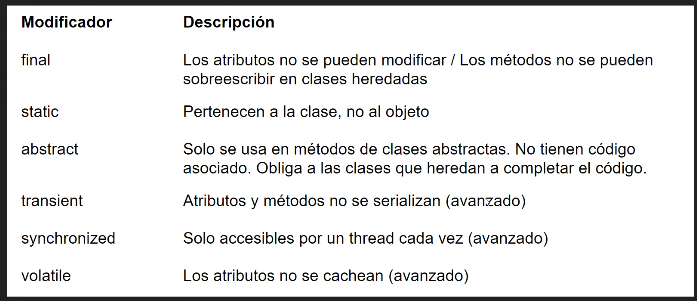 Modificador Descripción
final Los atributos no se pueden modificar / Los métodos no se pueden
sobreescribir en clases heredadas
static Pertenecen a la clase, no al objeto
abstract Solo se usa en métodos de clases abstractas. No tienen código
asociado. Obliga a las clases que heredan a completar el código.
transient Atributos y métodos no se serializan (avanzado)
synchronized Solo accesibles por un thread cada vez (avanzado)
volatile Los atributos no se cachean (avanzado)